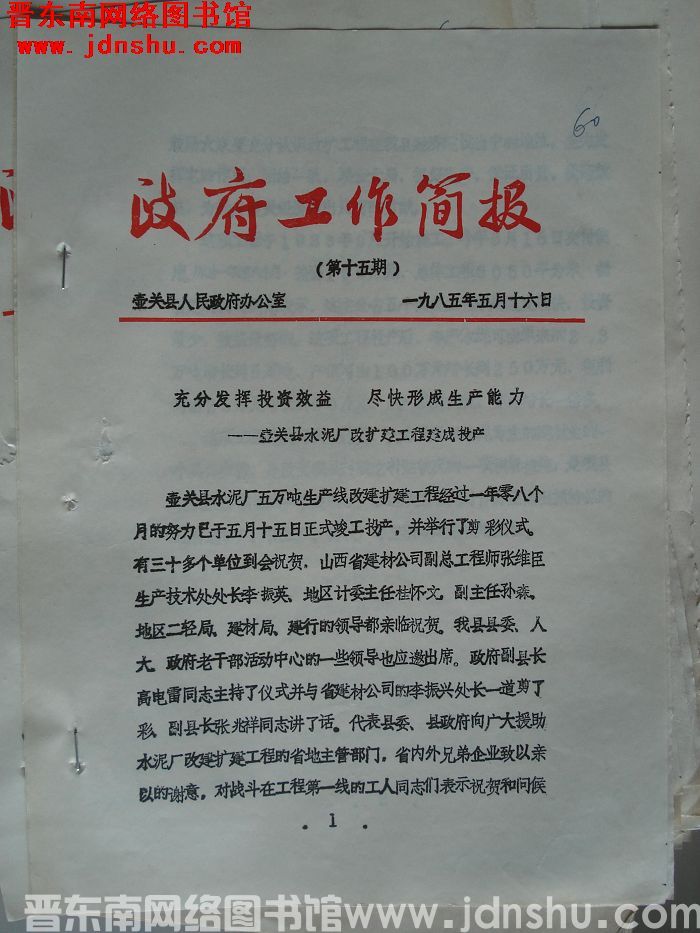 晋东南网络图书馆
www.jdnshu.com
60
政府工作简报
（第十五期）
壶关县人民政府办公室 一九八五年五月十六日
充分发挥投资效益 尽快形成生产能力
——壶关县水泥厂改扩建工程建成投产
壶关县水泥厂五万吨生产线改建扩建工程经过一年零八个
月的努力已于五月十五日正式竣工投产，并举行了剪彩仪式。
有三十多个单位到会祝贺，山西省建材公司副总工程师张维臣
生产技术处处长李振英、地区计委主任桂怀文，副主任孙森、
地区二轻局、建材局、建行的领导都亲临祝贺。我县县委、人
大、政府老干部活动中心的一些领导也应邀出席。政府副县长
高电雷同志主持了仪式并与省建材公司的李振兴处长一道剪了
彩、副县长张兆祥同志讲了话。代表县委、县政府向广大援助
水泥厂改建扩建工程的省地主管部门，省内外兄弟企业致以亲
以的谢意，对战斗在工程第一线的工人同志们表示祝贺和问候
. 1 .
晋东南网络图书馆 www.jdnshu.com